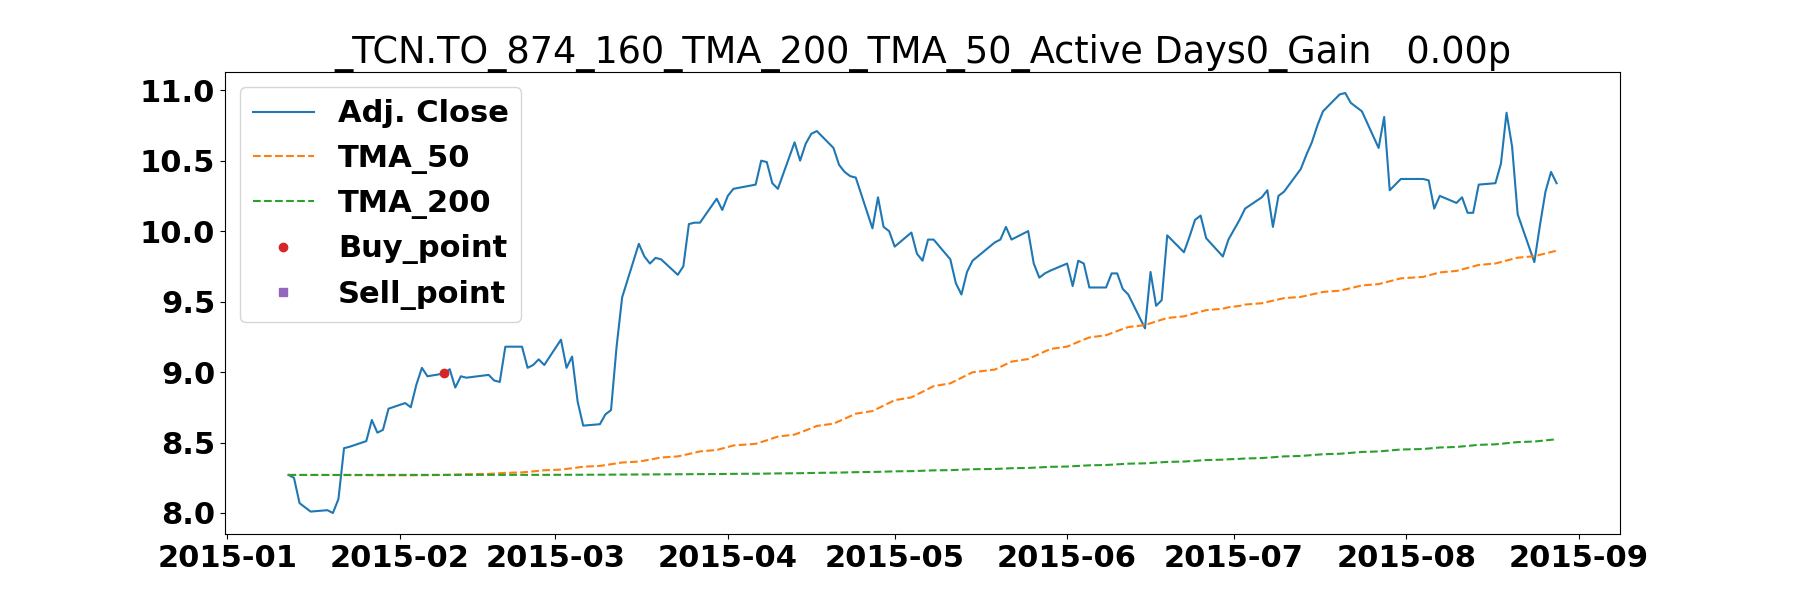 _TCN.TO_874_160_TMA_200_TMA_50_Active Days0_Gain   0.00p
11.0
10.5
10.0
9.5
9.0
8.5
8.0
Adj. Close
TMA_50
TMA_200
Buy_point
Sell_point
2015-01 2015-02 2015-03 2015-04 2015-05 2015-06 2015-07 2015-08 2015-09